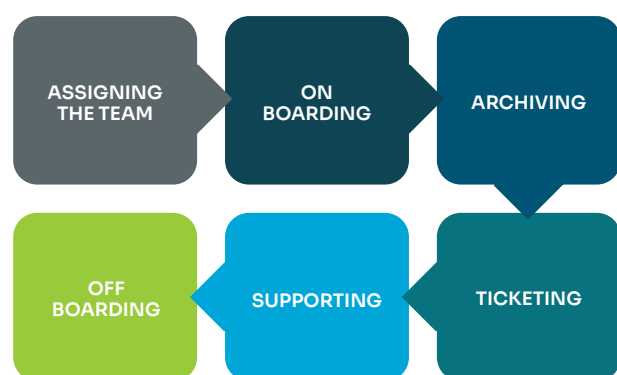 ASSIGNING
THE TEAM
ON
BOARDING
ARCHIVING
OFF
BOARDING
SUPPORTING
TICKETING